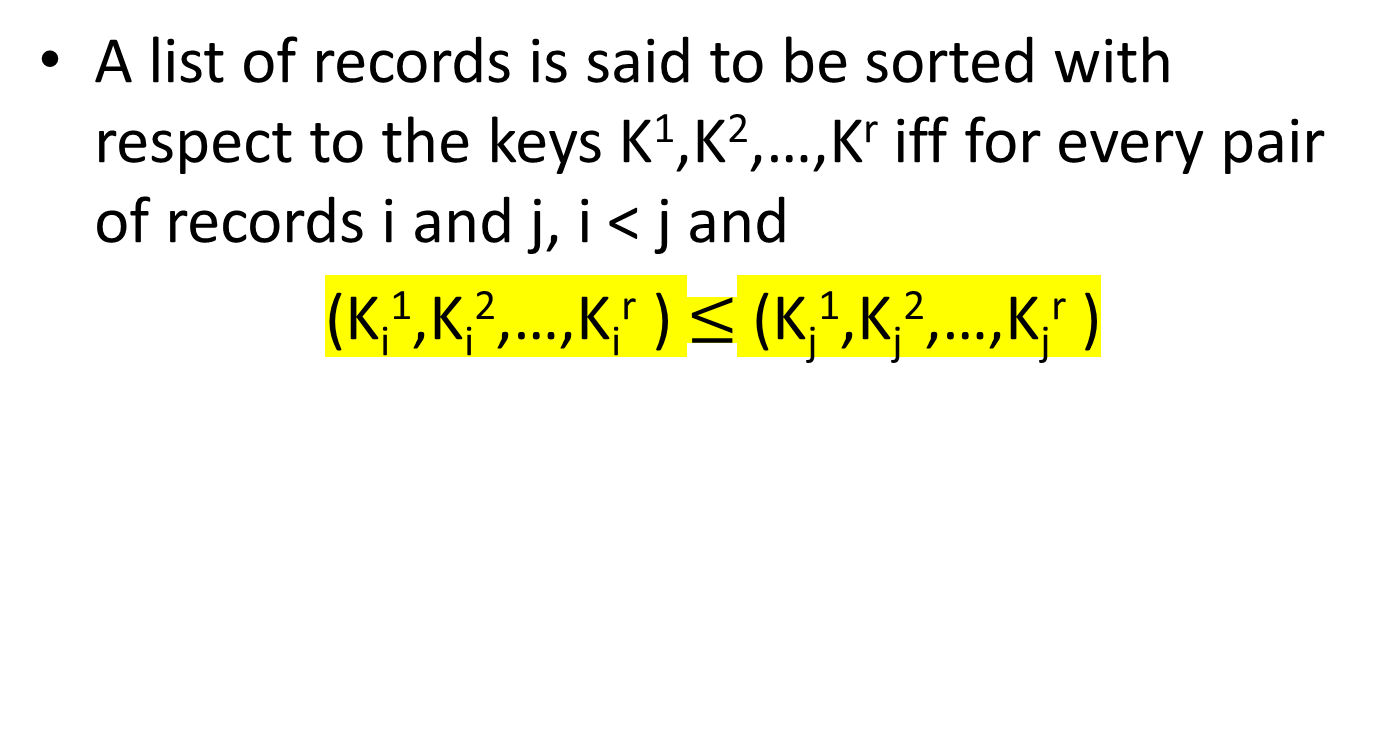 • A list of records is said to be sorted with
respect to the keys K¹,K²,…,Kʳ iff for every pair
of records i and j, i < j and
(Kᵢ¹,Kᵢ²,…,Kᵢʳ ) ≤ (Kⱼ¹,Kⱼ²,…,Kⱼʳ )